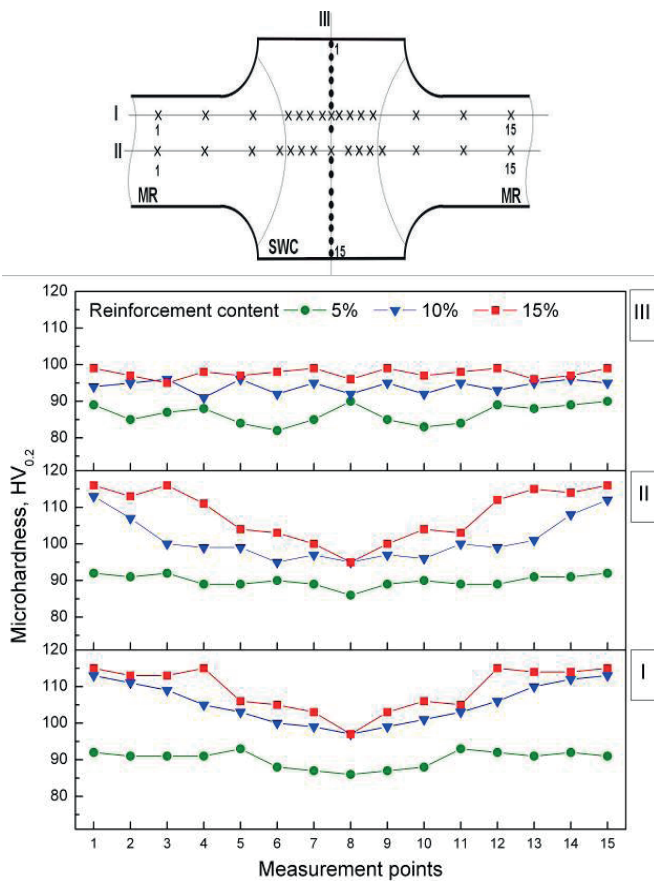 III
1
I
1 15
II
1 15
MR MR
SWC 15
120
Reinforcement content: 5% 10% 15%
III
110
100
90
80
120
II
110
100
90
80
120
I
110
100
90
80
Microhardness, HV0.2
1 2 3 4 5 6 7 8 9 10 11 12 13 14 15
Measurement points